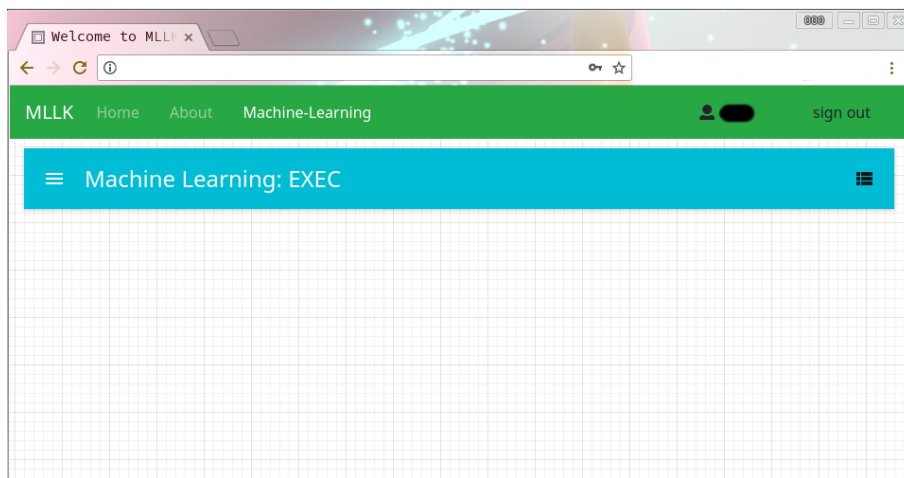 Welcome to MLLK
MLLK Home About Machine-Learning sign out
Machine Learning: EXEC